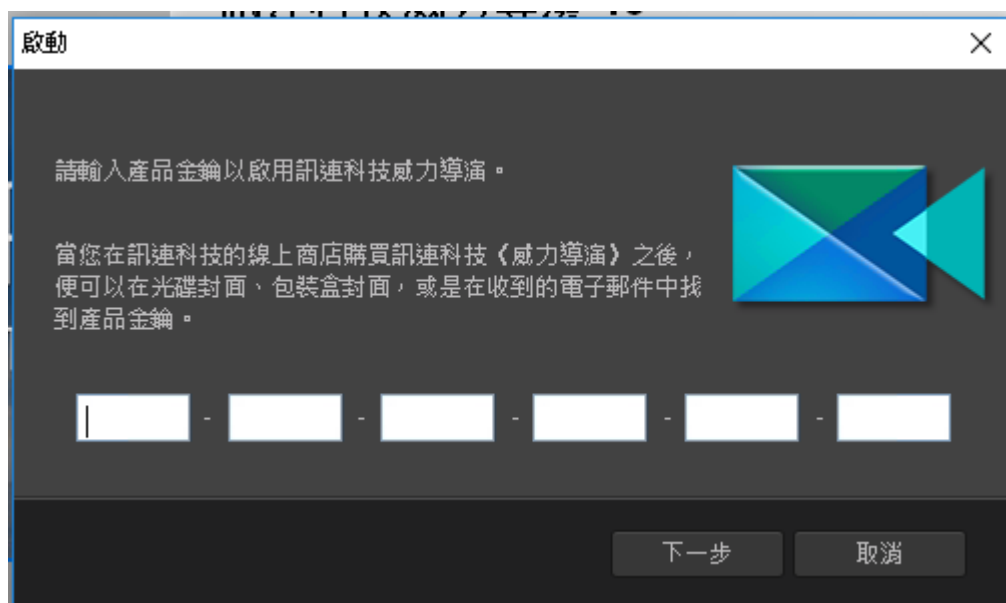 啟動
請輸入產品金鑰以啟用訊連科技威力導演。
當您在訊連科技的線上商店購買訊連科技《威力導演》之後，
便可以在光碟封面、包裝盒封面，或是在收到的電子郵件中找
到產品金鑰。
- - - - -
下一步
取消